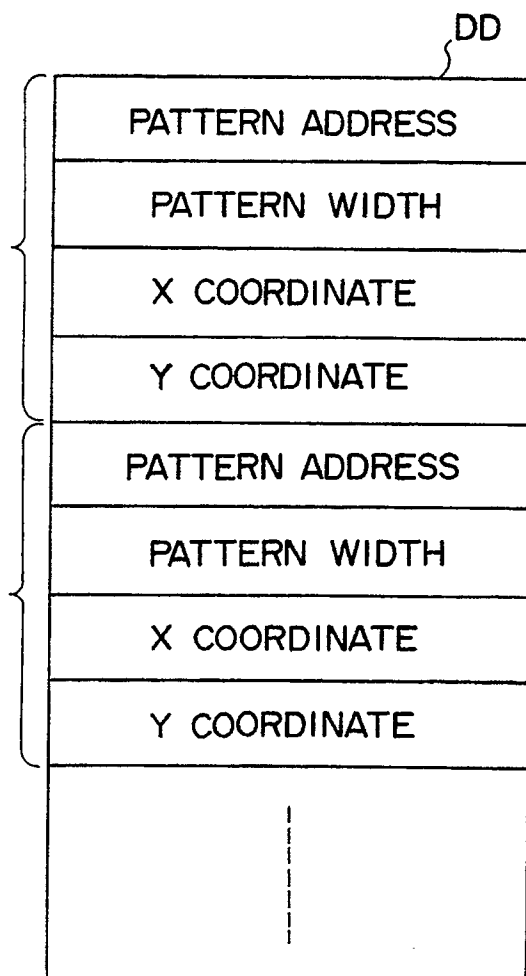 DD
PATTERN ADDRESS
PATTERN WIDTH
X COORDINATE
Y COORDINATE
PATTERN ADDRESS
PATTERN WIDTH
X COORDINATE
Y COORDINATE